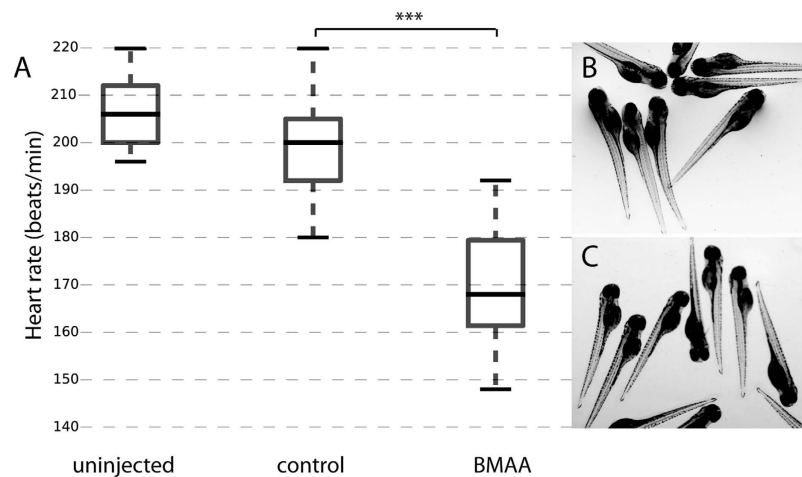 ***
A
Heart rate (beats/min)
220
210
200
190
180
170
160
150
140
uninjected
control
BMAA
B
C